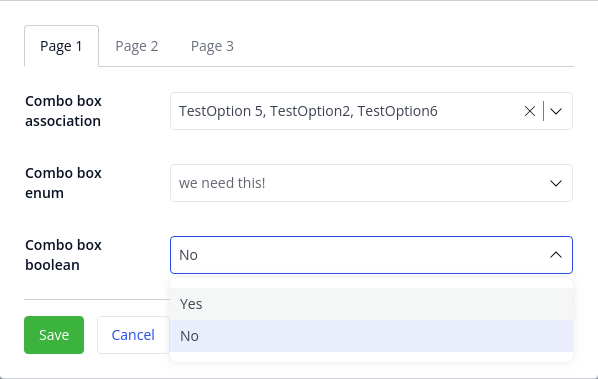 Page 1 Page 2 Page 3
Combo box
association
TestOption 5, TestOption2, TestOption6
Combo box
enum
we need this!
Combo box
boolean
No
Yes
No
Save Cancel